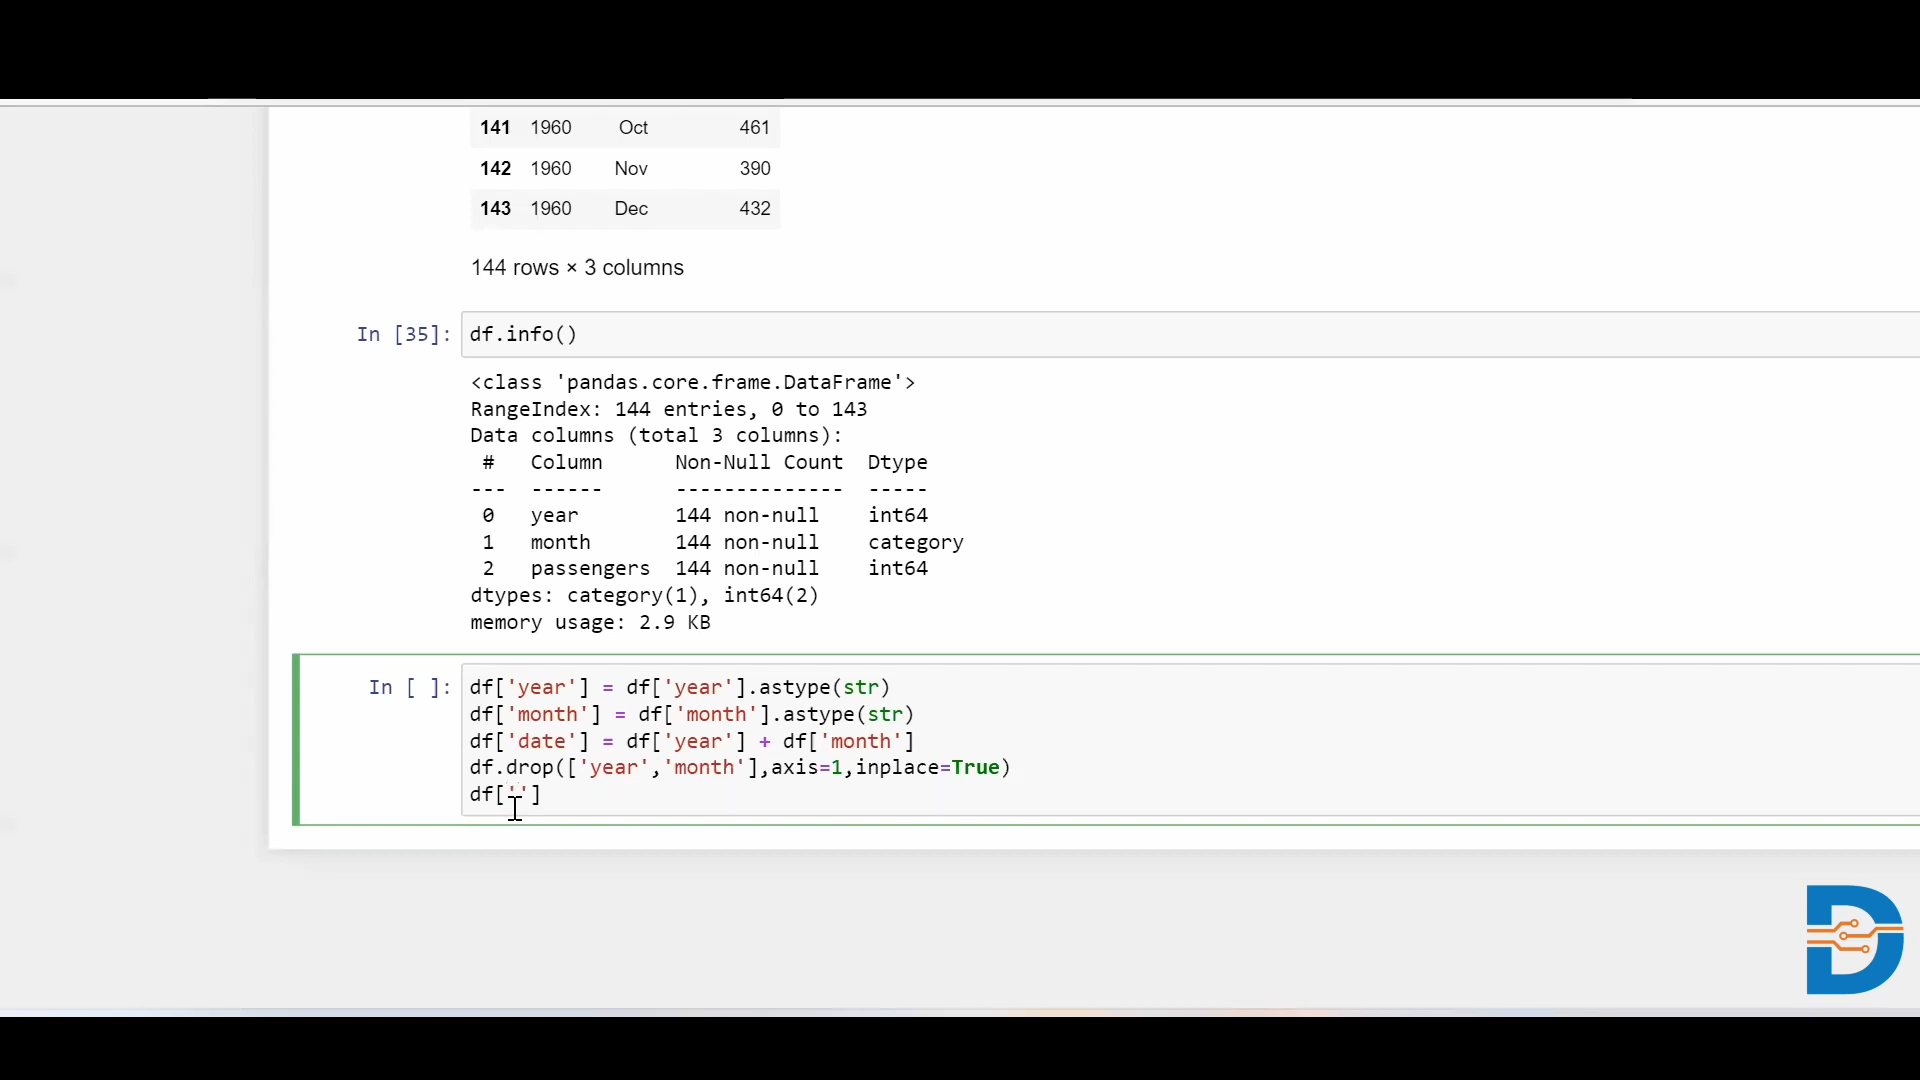 141 1960 Oct 461
142 1960 Nov 390
143 1960 Dec 432
144 rows × 3 columns
In [35]: df.info()
<class 'pandas.core.frame.DataFrame'>
RangeIndex: 144 entries, 0 to 143
Data columns (total 3 columns):
#   Column      Non-Null Count  Dtype
--- ------      --------------  -----
0   year        144 non-null    int64
1   month       144 non-null    category
2   passengers  144 non-null    int64
dtypes: category(1), int64(2)
memory usage: 2.9 KB
In [ ]: df['year'] = df['year'].astype(str)
df['month'] = df['month'].astype(str)
df['date'] = df['year'] + df['month']
df.drop(['year','month'],axis=1,inplace=True)
df['']